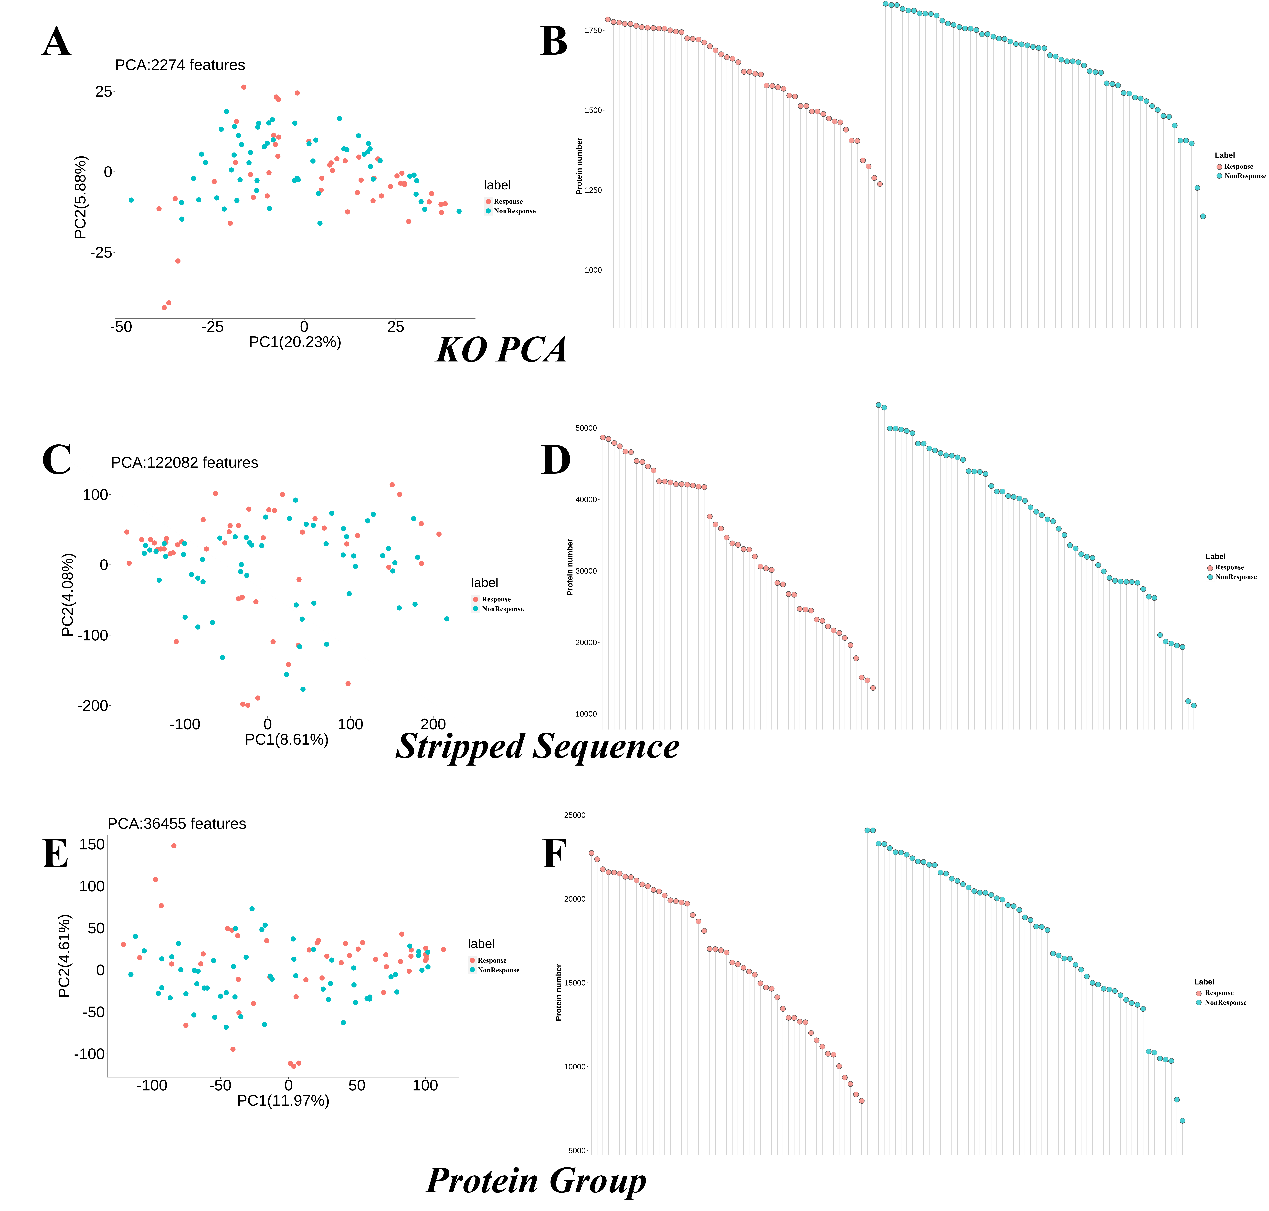 A
PCA:2274 features
25
0
-25
-50
-25
0
25
PC2(5.88%)
PC1(20.23%)
label
Response
NonResponse
B
1750
1500
1250
1000
Protein number
Label
Response
NonResponse
KO PCA
C
PCA:122082 features
100
0
-100
-200
-100
0
100
200
PC2(4.08%)
PC1(8.61%)
label
Response
NonResponse
D
50000
40000
30000
20000
10000
Protein number
Label
Response
NonResponse
Stripped Sequence
E
PCA:36455 features
150
100
50
0
-50
-100
-100
-50
0
50
100
PC2(4.61%)
PC1(11.97%)
label
Response
NonResponse
F
25000
20000
15000
10000
5000
Protein number
Label
Response
NonResponse
Protein Group